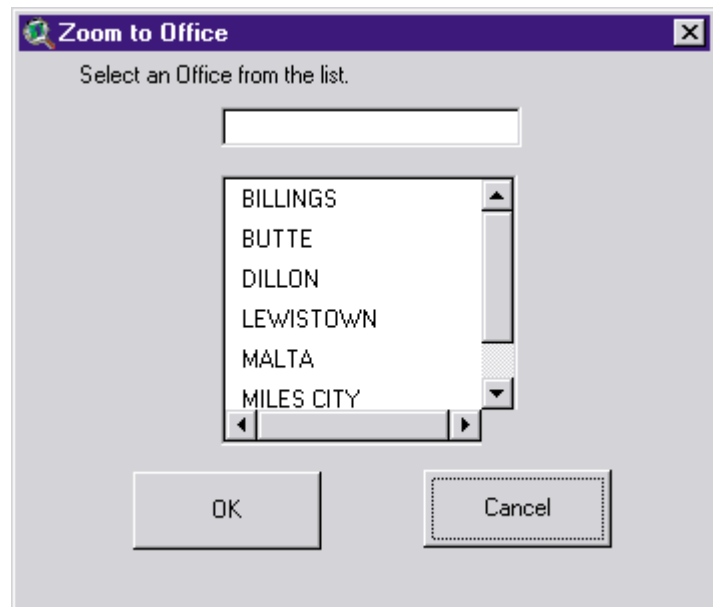 Zoom to Office
Select an Office from the list.
BILLINGS
BUTTE
DILLON
LEWISTOWN
MALTA
MILES CITY
OK
Cancel